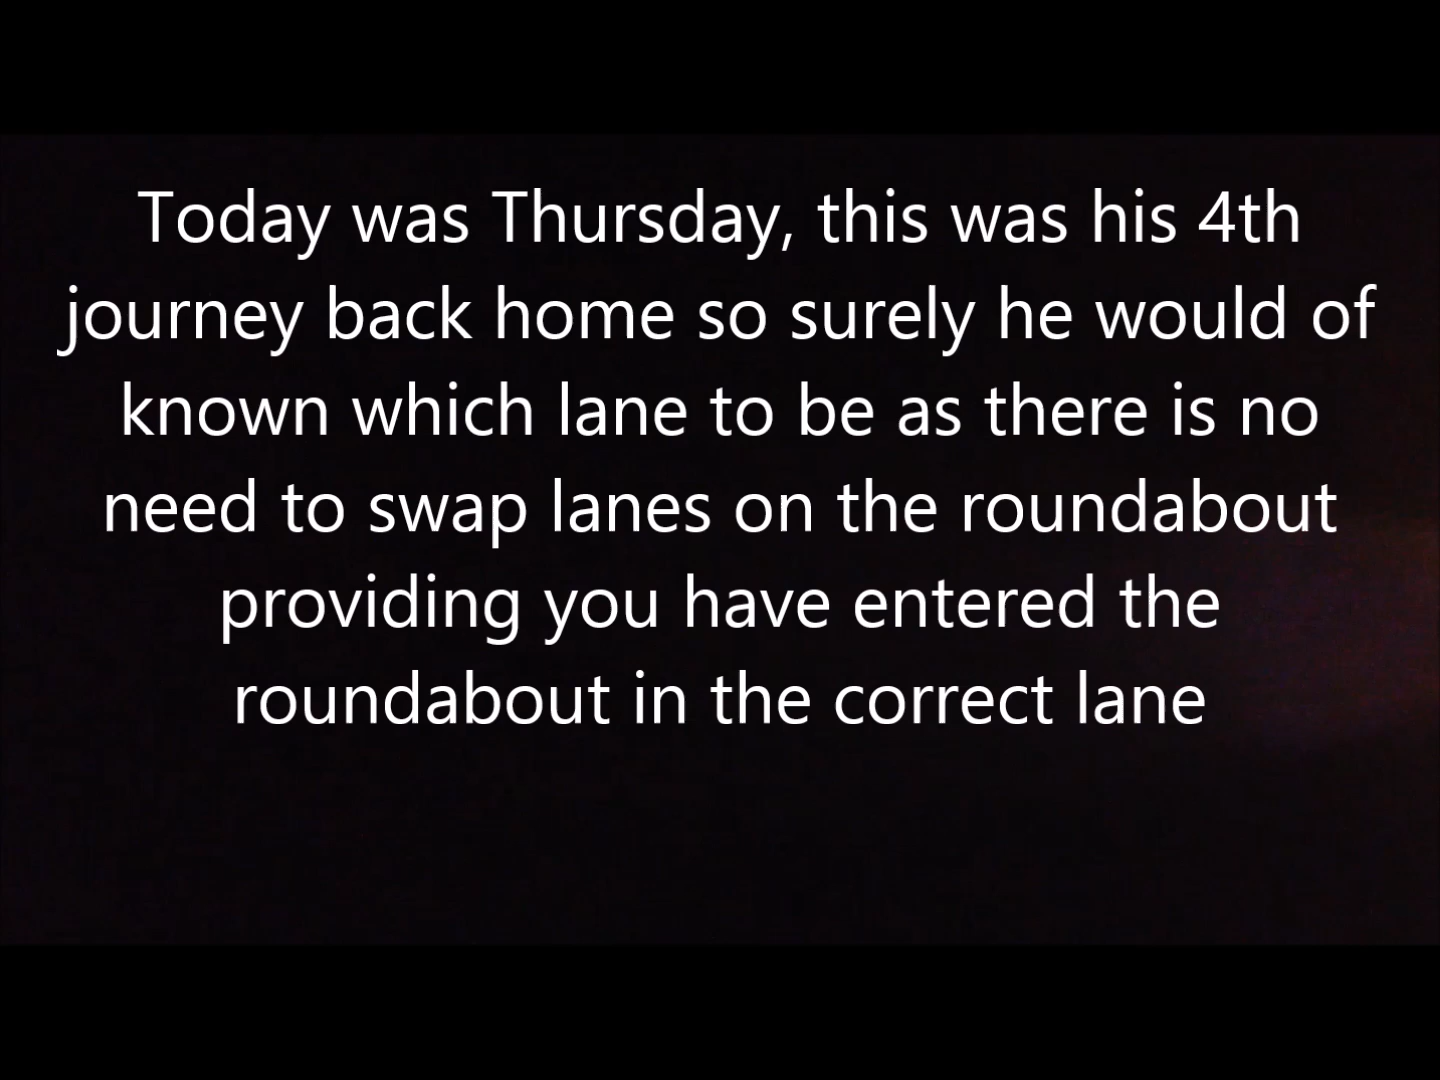 Today was Thursday, this was his 4th
journey back home so surely he would of
known which lane to be as there is no
need to swap lanes on the roundabout
providing you have entered the
roundabout in the correct lane